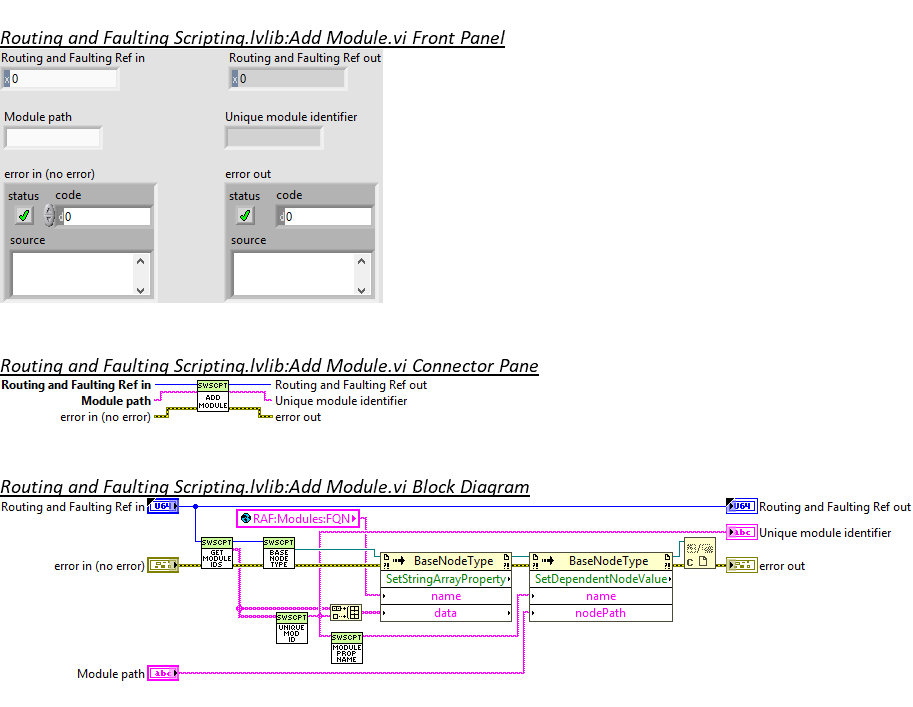 Routing and Faulting Scripting.lvlib:Add Module.vi Front Panel
Routing and Faulting Ref in
Routing and Faulting Ref out
x 0
x 0
Module path
Unique module identifier
error in (no error)
error out
status code
status code
d 0
d 0
source
source
Routing and Faulting Scripting.lvlib:Add Module.vi Connector Pane
Routing and Faulting Ref in
SWSCPT
Routing and Faulting Ref out
Module path
ADD
MODULE
Unique module identifier
error in (no error)
error out
Routing and Faulting Scripting.lvlib:Add Module.vi Block Diagram
Routing and Faulting Ref in
U64
U64
Routing and Faulting Ref out
RAF:Modules:FQN
abc
Unique module identifier
SWSCPT
GET
MODULE
IDS
SWSCPT
BASE
NODE
TYPE
error in (no error)
BaseNodeType
BaseNodeType
C
error out
SetStringArrayProperty
SetDependentNodeValue
name
name
data
nodePath
SWSCPT
UNIQUE
MOD
ID
SWSCPT
MODULE
PROP
NAME
Module path
abc